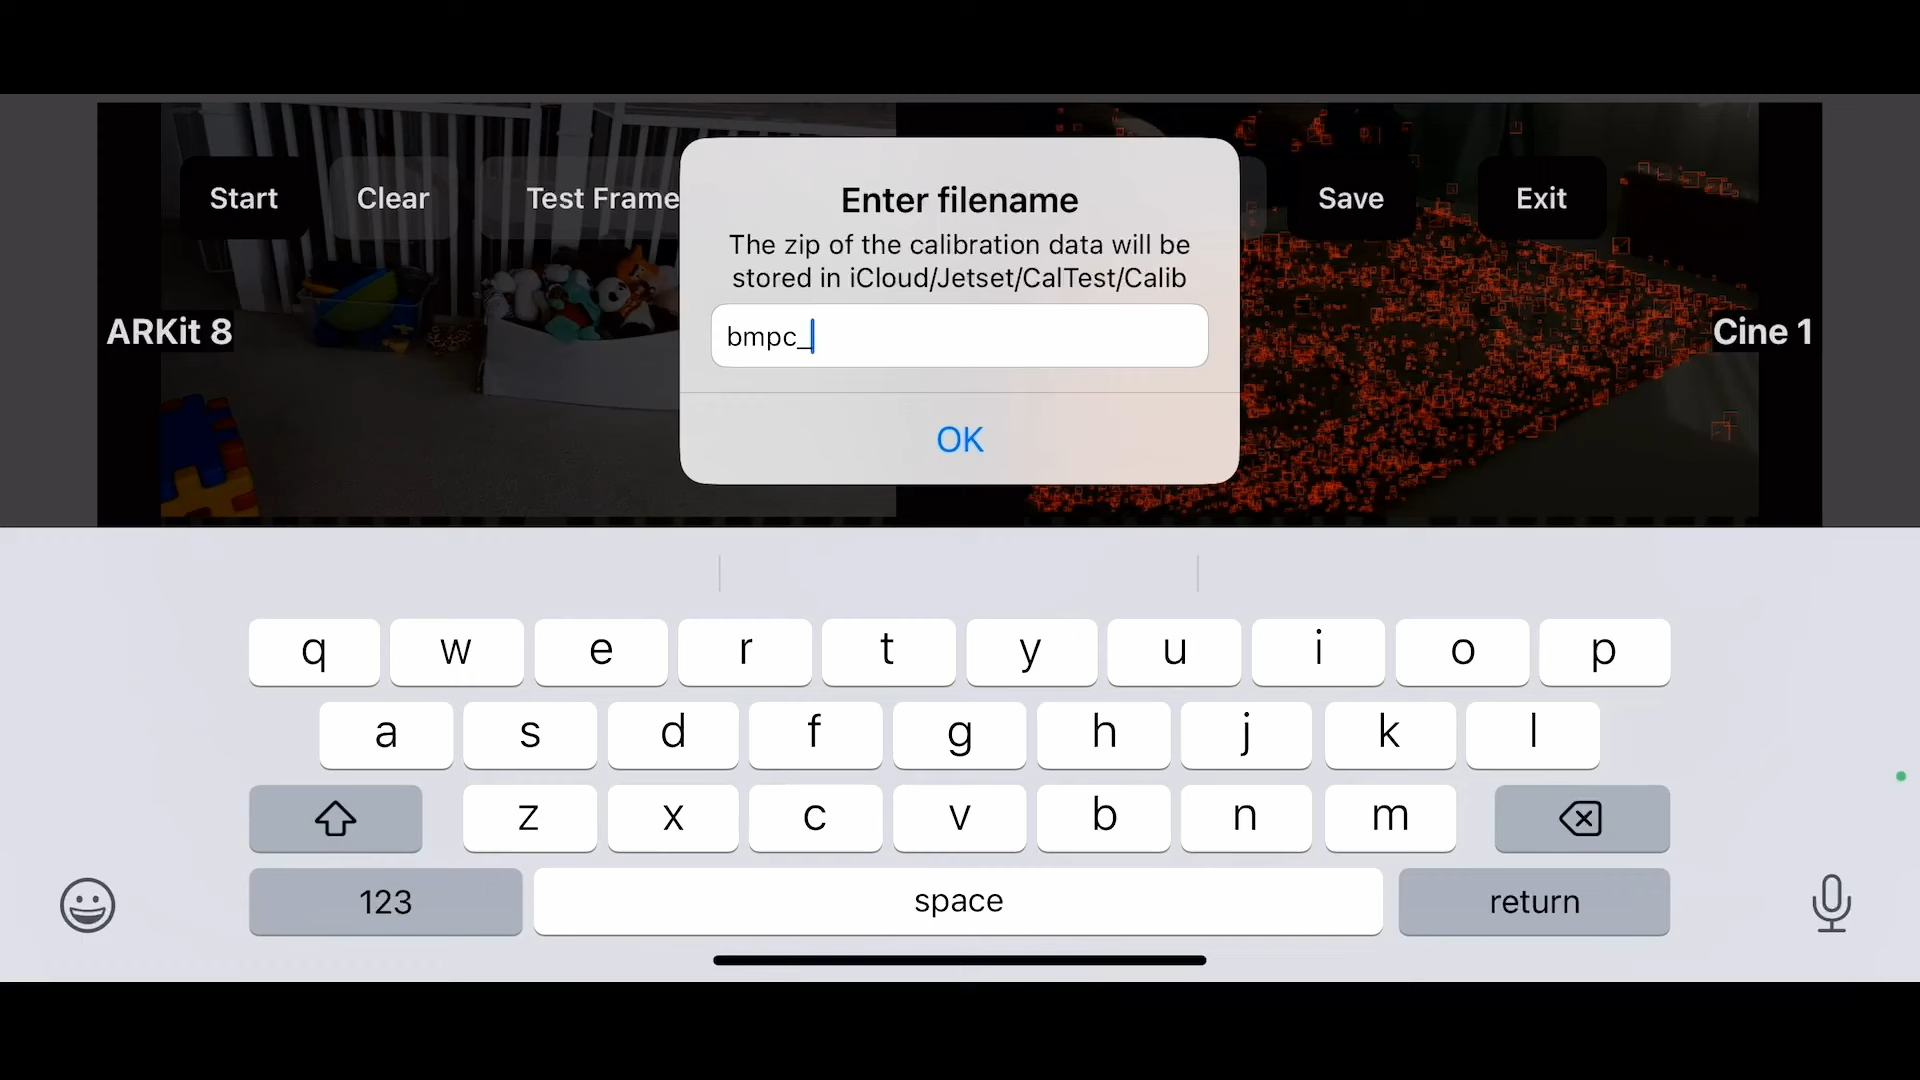 Start
Clear
Test Frame
Save
Exit
Enter filename
The zip of the calibration data will be
stored in iCloud/Jetset/CalTest/Calib
ARKit 8
bmpc_
Cine 1
OK
q w e r t y u i o p
a s d f g h j k l
z x c v b n m
123
space
return